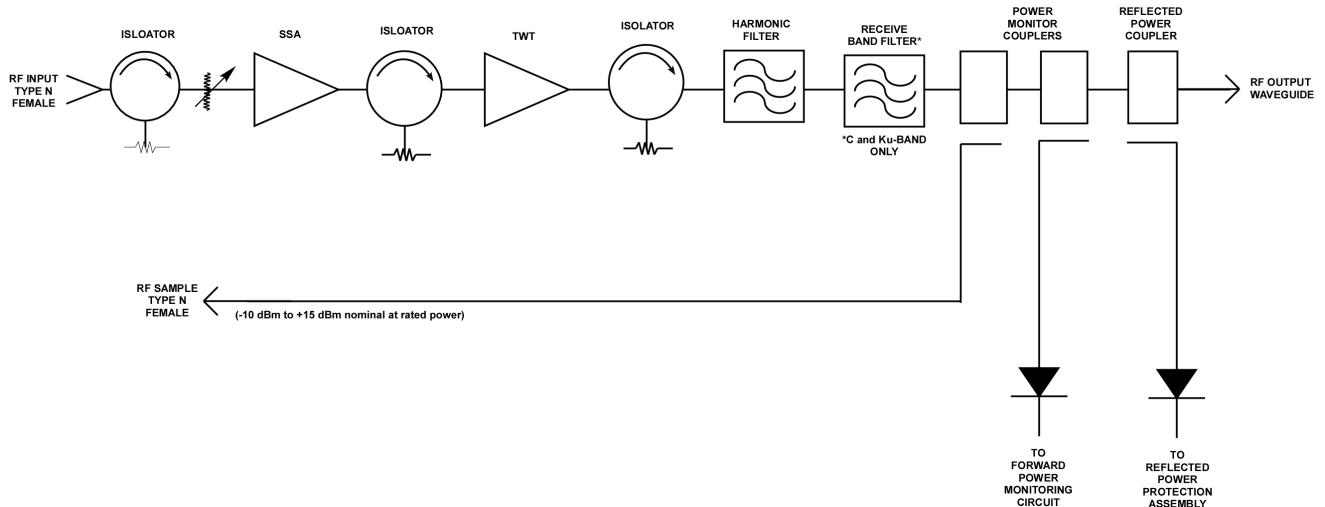 RF INPUT
TYPE N
FEMALE
ISLOATOR
SSA
ISLOATOR
TWT
ISOLATOR
HARMONIC
FILTER
RECEIVE
BAND FILTER*
*C and Ku-BAND
ONLY
POWER
MONITOR
COUPLERS
REFLECTED
POWER
COUPLER
RF OUTPUT
WAVEGUIDE
RF SAMPLE
TYPE N
FEMALE
(-10 dBm to +15 dBm nominal at rated power)
TO
FORWARD
POWER
MONITORING
CIRCUIT
TO
REFLECTED
POWER
PROTECTION
ASSEMBLY